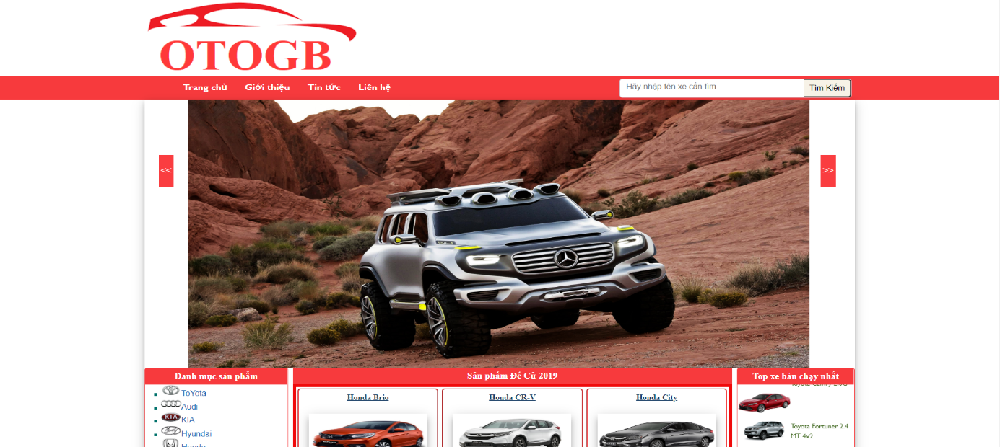 OTOGB
Trang chủ Giới thiệu Tin tức Liên hệ
Hãy nhập tên xe cần tìm... Tìm Kiếm
<< >>
Danh mục sản phẩm
ToYota
Audi
KIA KIA
Hyundai
Honda
Sản phẩm Đề Cử 2019
Honda Brio
Honda CR-V
Honda City
Top xe bán chạy nhất
Toyota Fortuner 2.4
MT 4x2